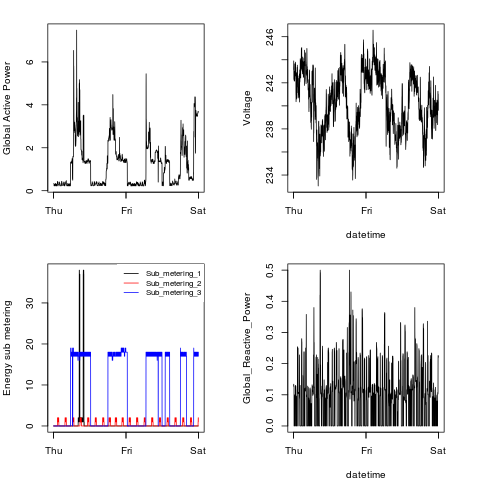 Global Active Power
6
4
2
0
Thu Fri Sat
Voltage
246
242
238
234
Thu Fri Sat
datetime
Energy sub metering
30
20
10
0
Sub_metering_1
Sub_metering_2
Sub_metering_3
Thu Fri Sat
Global_Reactive_Power
0.5
0.4
0.3
0.2
0.1
0.0
Thu Fri Sat
datetime